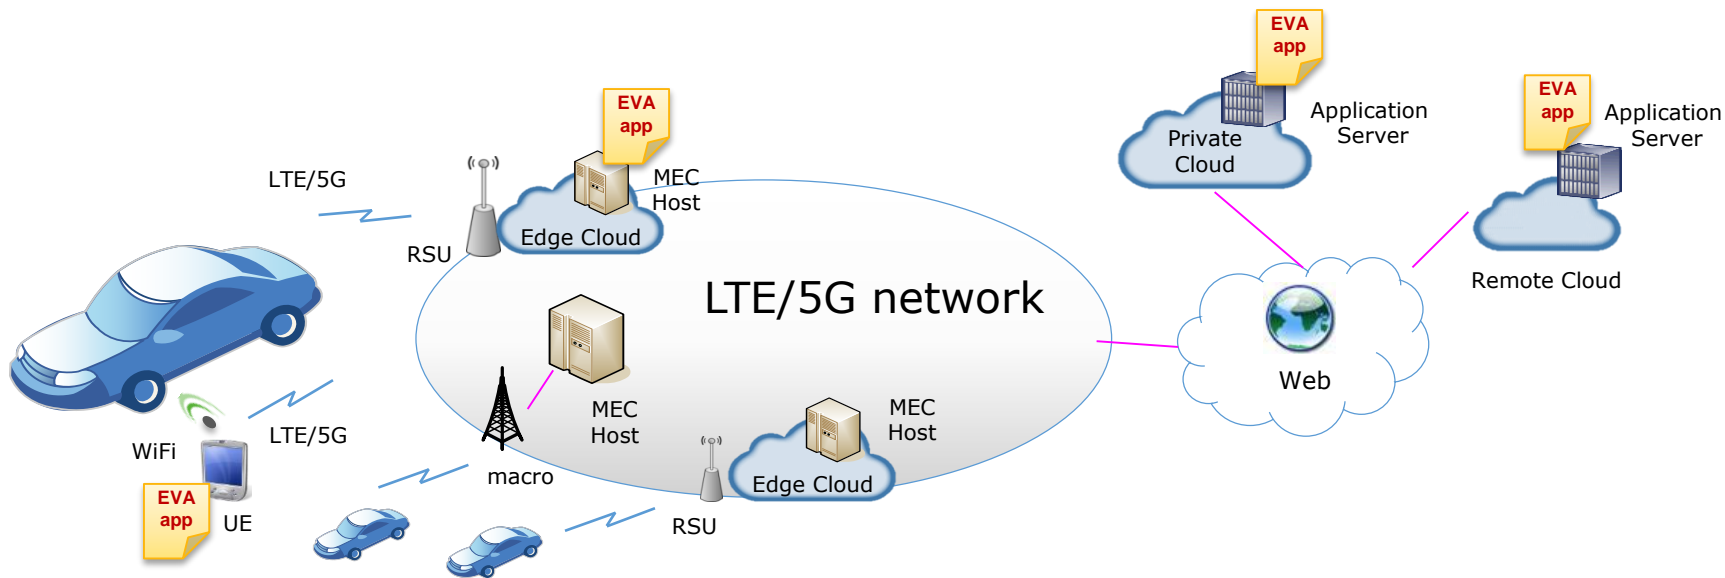 EVA
app
Application
Server
Private
Cloud
EVA
app
Application
Server
Remote Cloud
EVA
app
MEC
Host
LTE/5G
RSU
Edge Cloud
LTE/5G network
Web
MEC
Host
macro
MEC
Host
Edge Cloud
RSU
LTE/5G
WiFi
EVA
app
UE